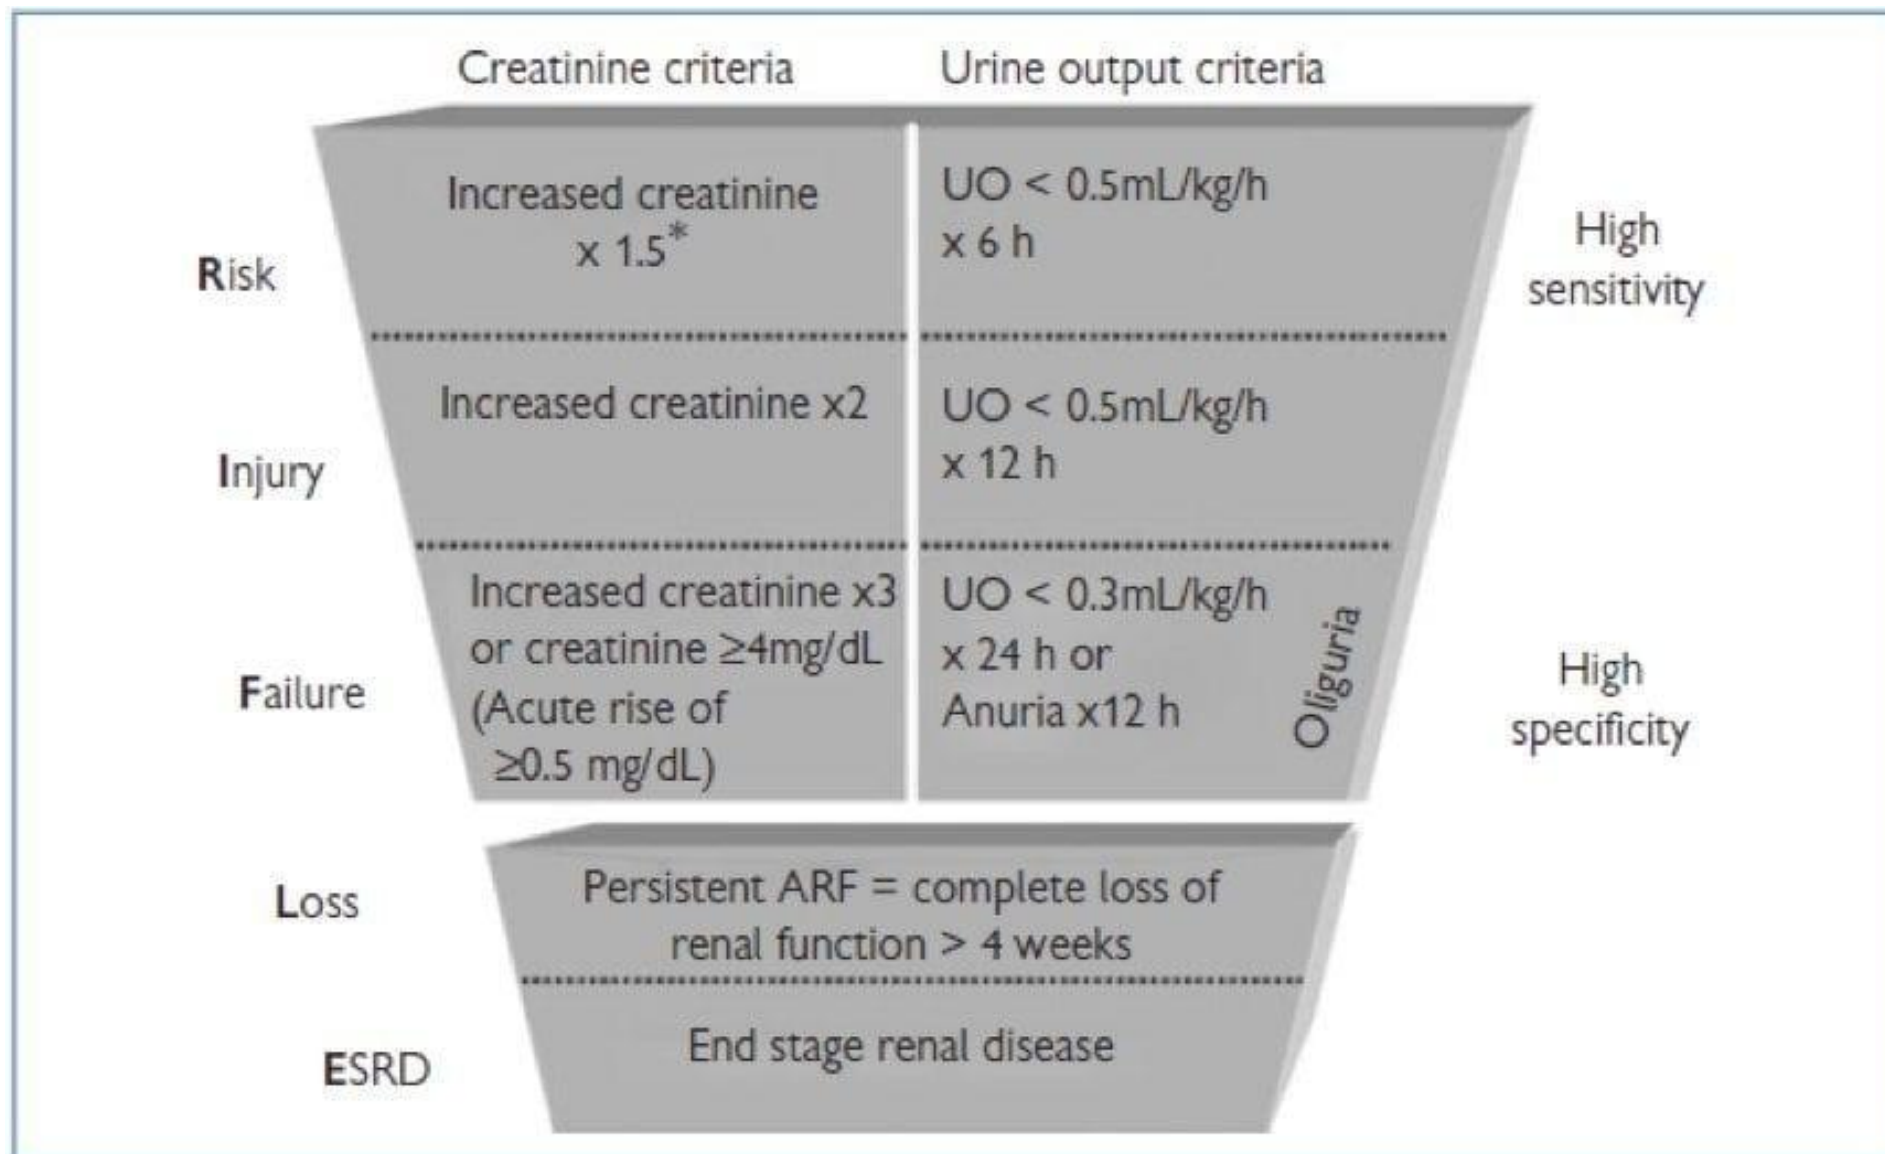 Creatinine criteria
Urine output criteria
Risk
Increased creatinine
x 1.5*
UO < 0.5mL/kg/h
x 6 h
High
sensitivity
Injury
Increased creatinine x2
UO < 0.5mL/kg/h
x 12 h
Failure
Increased creatinine x3
or creatinine ≥4mg/dL
(Acute rise of
≥0.5 mg/dL)
UO < 0.3mL/kg/h
x 24 h or
Anuria x12 h
Oliguria
High
specificity
Loss
Persistent ARF = complete loss of
renal function > 4 weeks
ESRD
End stage renal disease